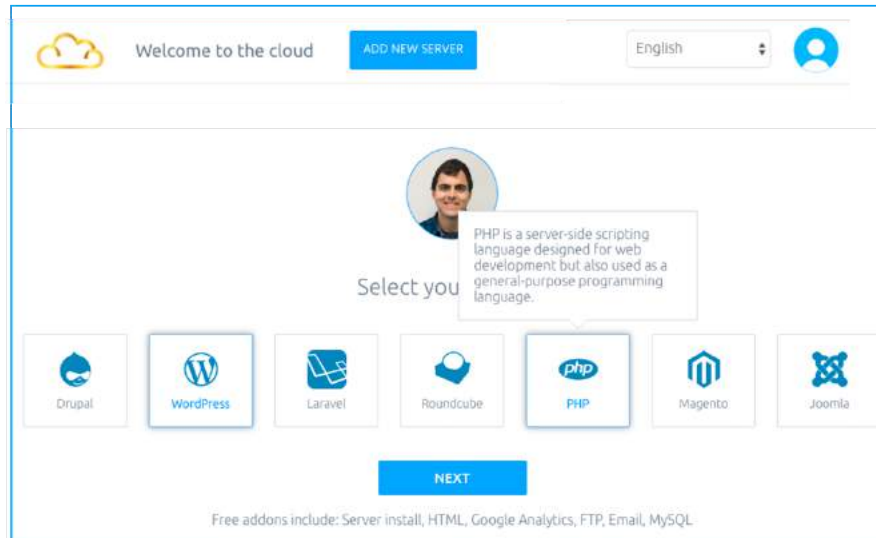 Welcome to the cloud
ADD NEW SERVER
English
PHP is a server-side scripting
language designed for web
development but also used as a
general-purpose programming
language.
Select you
Drupal
WordPress
Laravel
Roundcube
php
PHP
Magento
Joomla
NEXT
Free addons include: Server install, HTML, Google Analytics, FTP, Email, MySQL